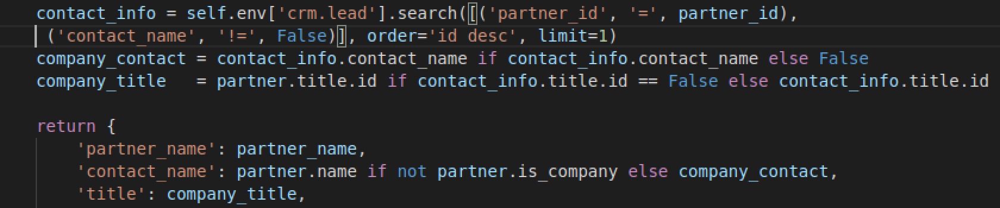 contact_info = self.env['crm.lead'].search([('partner_id', '=', partner_id),
 ('contact_name', '!=', False)], order='id desc', limit=1)
company_contact = contact_info.contact_name if contact_info.contact_name else False
company_title   = partner.title.id if contact_info.title.id == False else contact_info.title.id
return {
    'partner_name': partner_name,
    'contact_name': partner.name if not partner.is_company else company_contact,
    'title': company_title,